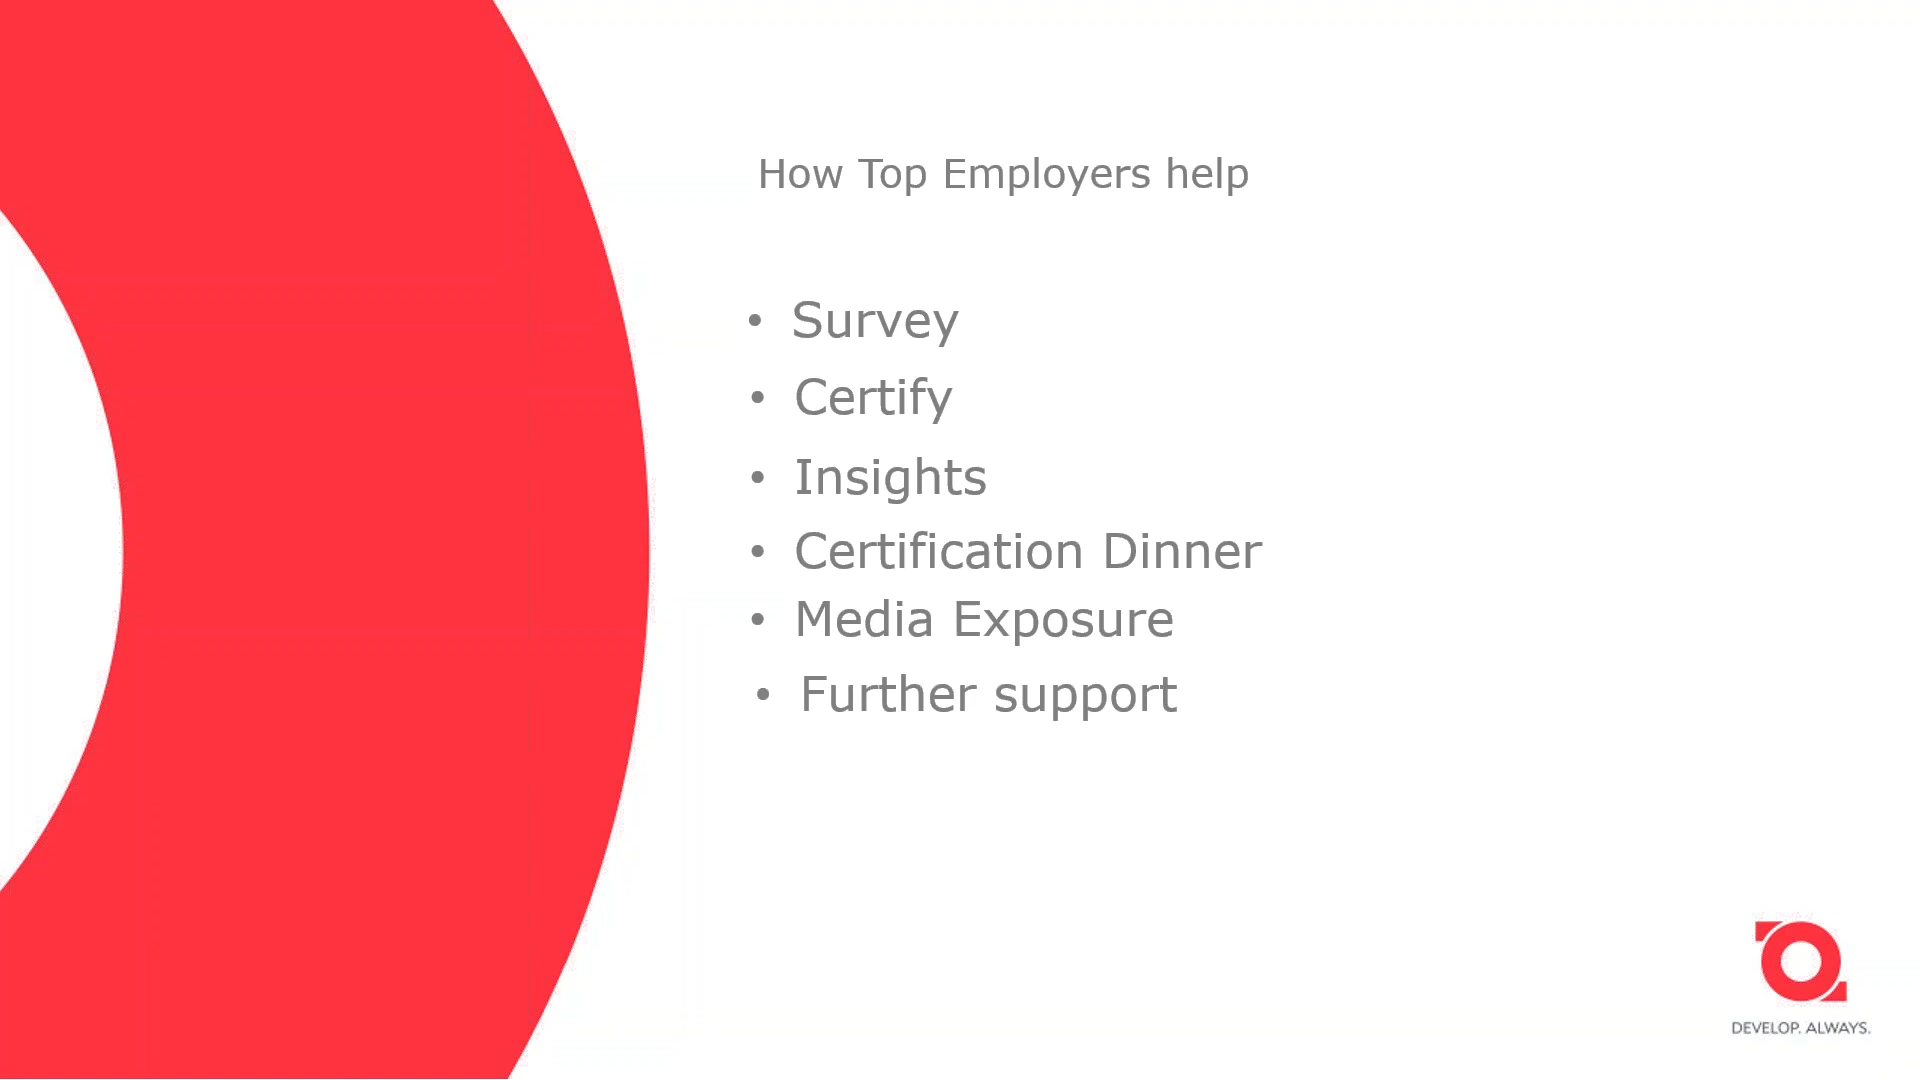 How Top Employers help
• Survey
• Certify
• Insights
• Certification Dinner
• Media Exposure
• Further support
DEVELOP. ALWAYS.